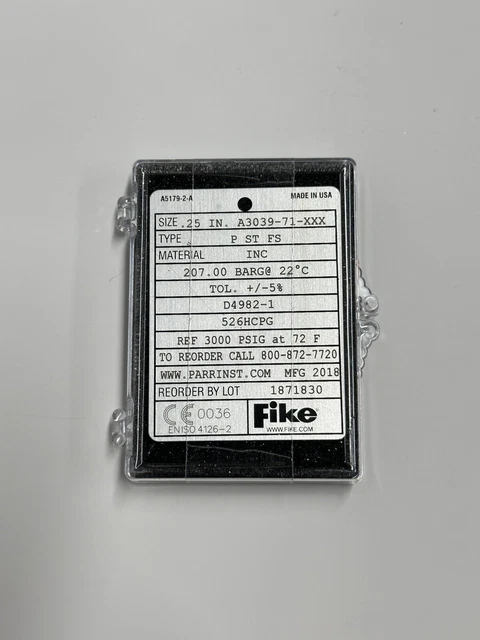 A5179-2-A MADE IN USA
SIZE .25 IN. A3039-71-XXX
TYPE P ST FS
MATERIAL INC
207.00 BARG@ 22°C
TOL. +/-5%
D4982-1
526HCPG
REF 3000 PSIG at 72 F
TO REORDER CALL 800-872-7720
WWW.PARRINST.COM MFG 2018
REORDER BY LOT 1871830
CE 0036
EN ISO 4126-2
Fike
WWW.FIKE.COM